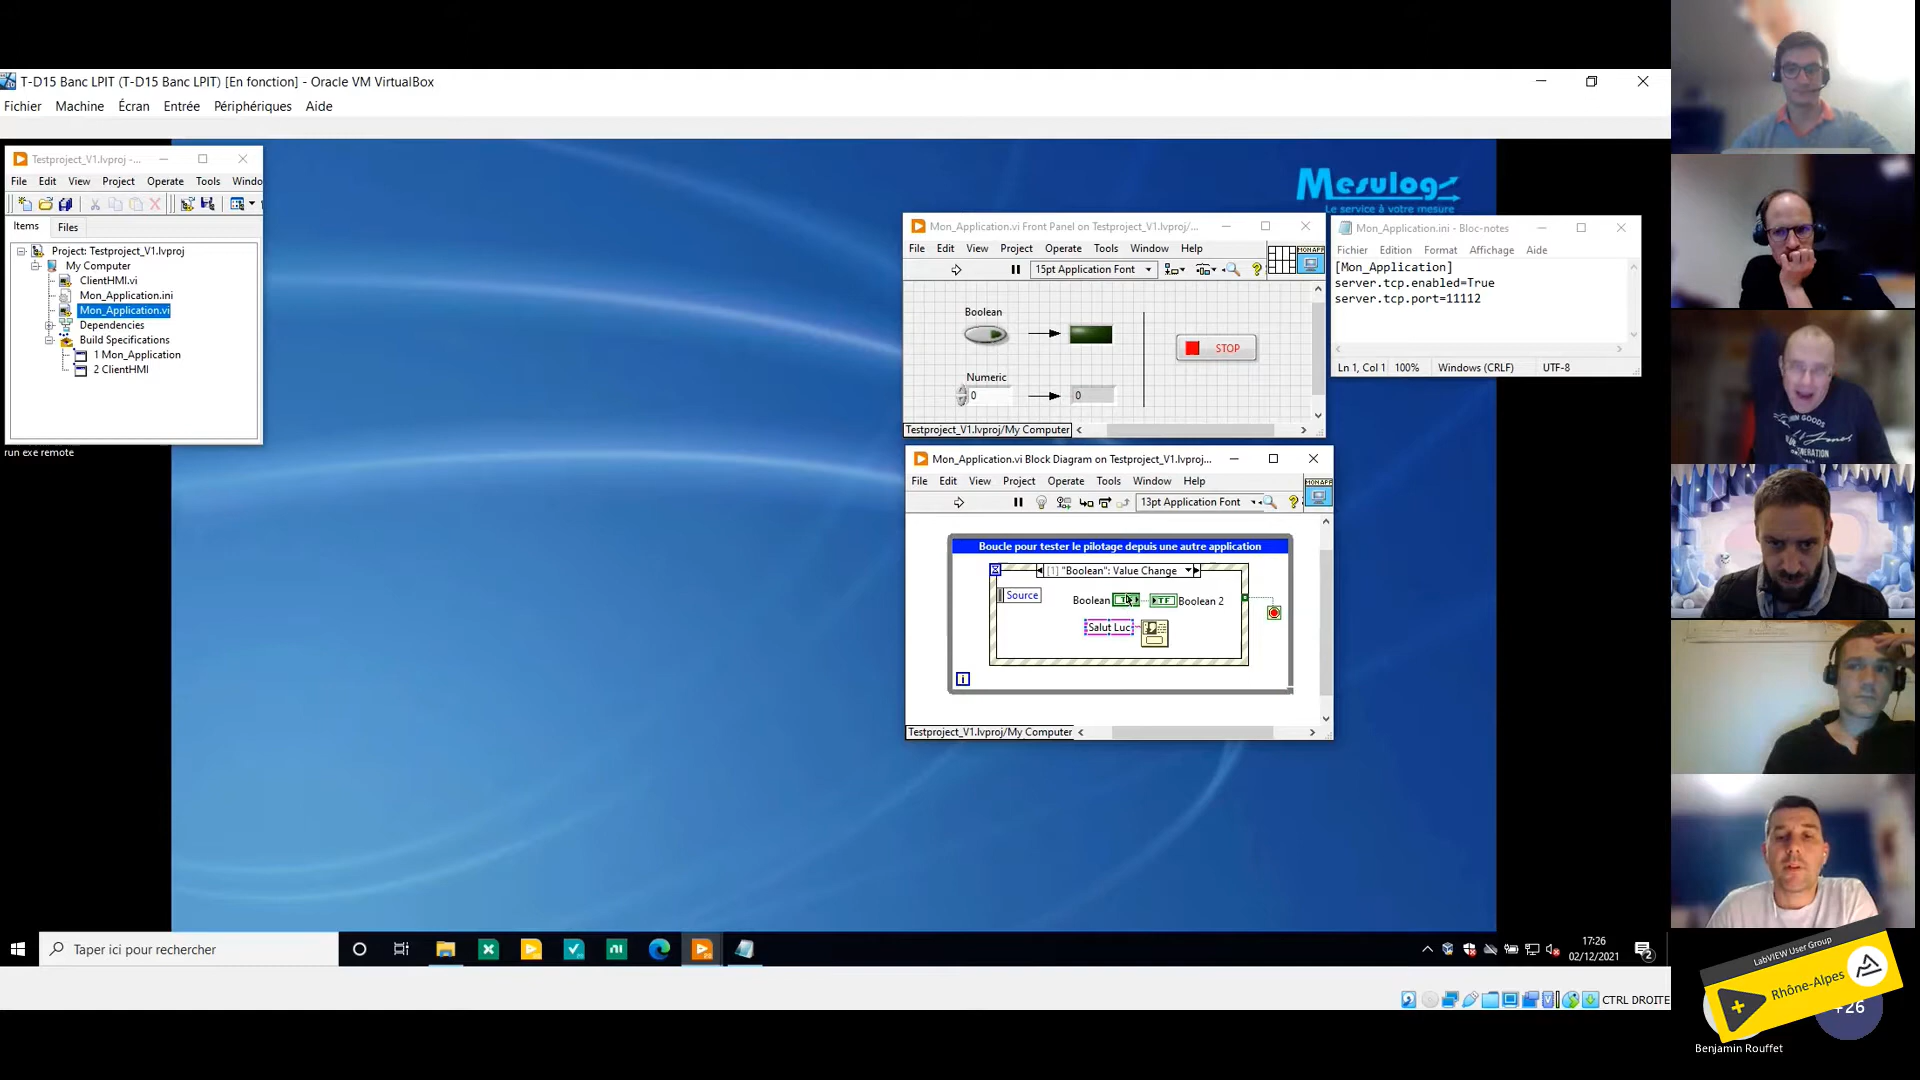 T-D15 Banc LPIT (T-D15 Banc LPIT) [En fonction] - Oracle VM VirtualBox
Fichier Machine Écran Entrée Périphériques Aide
Testproject_V1.lvproj -...
File Edit View Project Operate Tools Windo
Items Files
Project: Testproject_V1.lvproj
My Computer
ClientHMI.vi
Mon_Application.ini
Mon_Application.vi
Dependencies
Build Specifications
1 Mon_Application
2 ClientHMI
run exe remote
Mesulog
Le service à votre mesure
Mon_Application.vi Front Panel on Testproject_V1.lvproj/...
File Edit View Project Operate Tools Window Help
15pt Application Font
Boolean
STOP
Numeric
0
0
Testproject_V1.lvproj/My Computer
Mon_Application.ini - Bloc-notes
Fichier Edition Format Affichage Aide
[Mon_Application]
server.tcp.enabled=True
server.tcp.port=11112
Ln 1, Col 1 100% Windows (CRLF) UTF-8
Mon_Application.vi Block Diagram on Testproject_V1.lvproj...
File Edit View Project Operate Tools Window Help
13pt Application Font
Boucle pour tester le pilotage depuis une autre application
[1] "Boolean": Value Change
Source
Boolean
TF
Boolean 2
Salut Luc
i
Testproject_V1.lvproj/My Computer
Taper ici pour rechercher
17:26
02/12/2021
2
CTRL DROITE
LabVIEW User Group
Rhône-Alpes
+26
Benjamin Rouffet